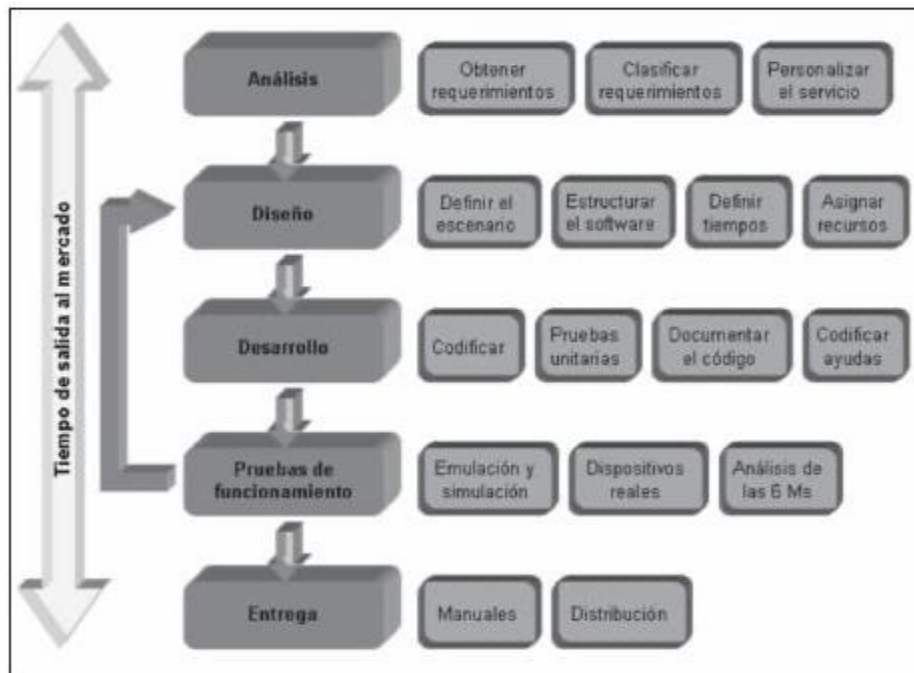 Tiempo de salida al mercado
Análisis
Obtener
requerimientos
Clasificar
requerimientos
Personalizar
el servicio
Diseño
Definir el
escenario
Estructurar
el software
Definir
tiempos
Asignar
recursos
Desarrollo
Codificar
Pruebas
unitarias
Documentar
el código
Codificar
ayudas
Pruebas de
funcionamiento
Emulación y
simulación
Dispositivos
reales
Análisis de
las 6 Ms
Entrega
Manuales
Distribución